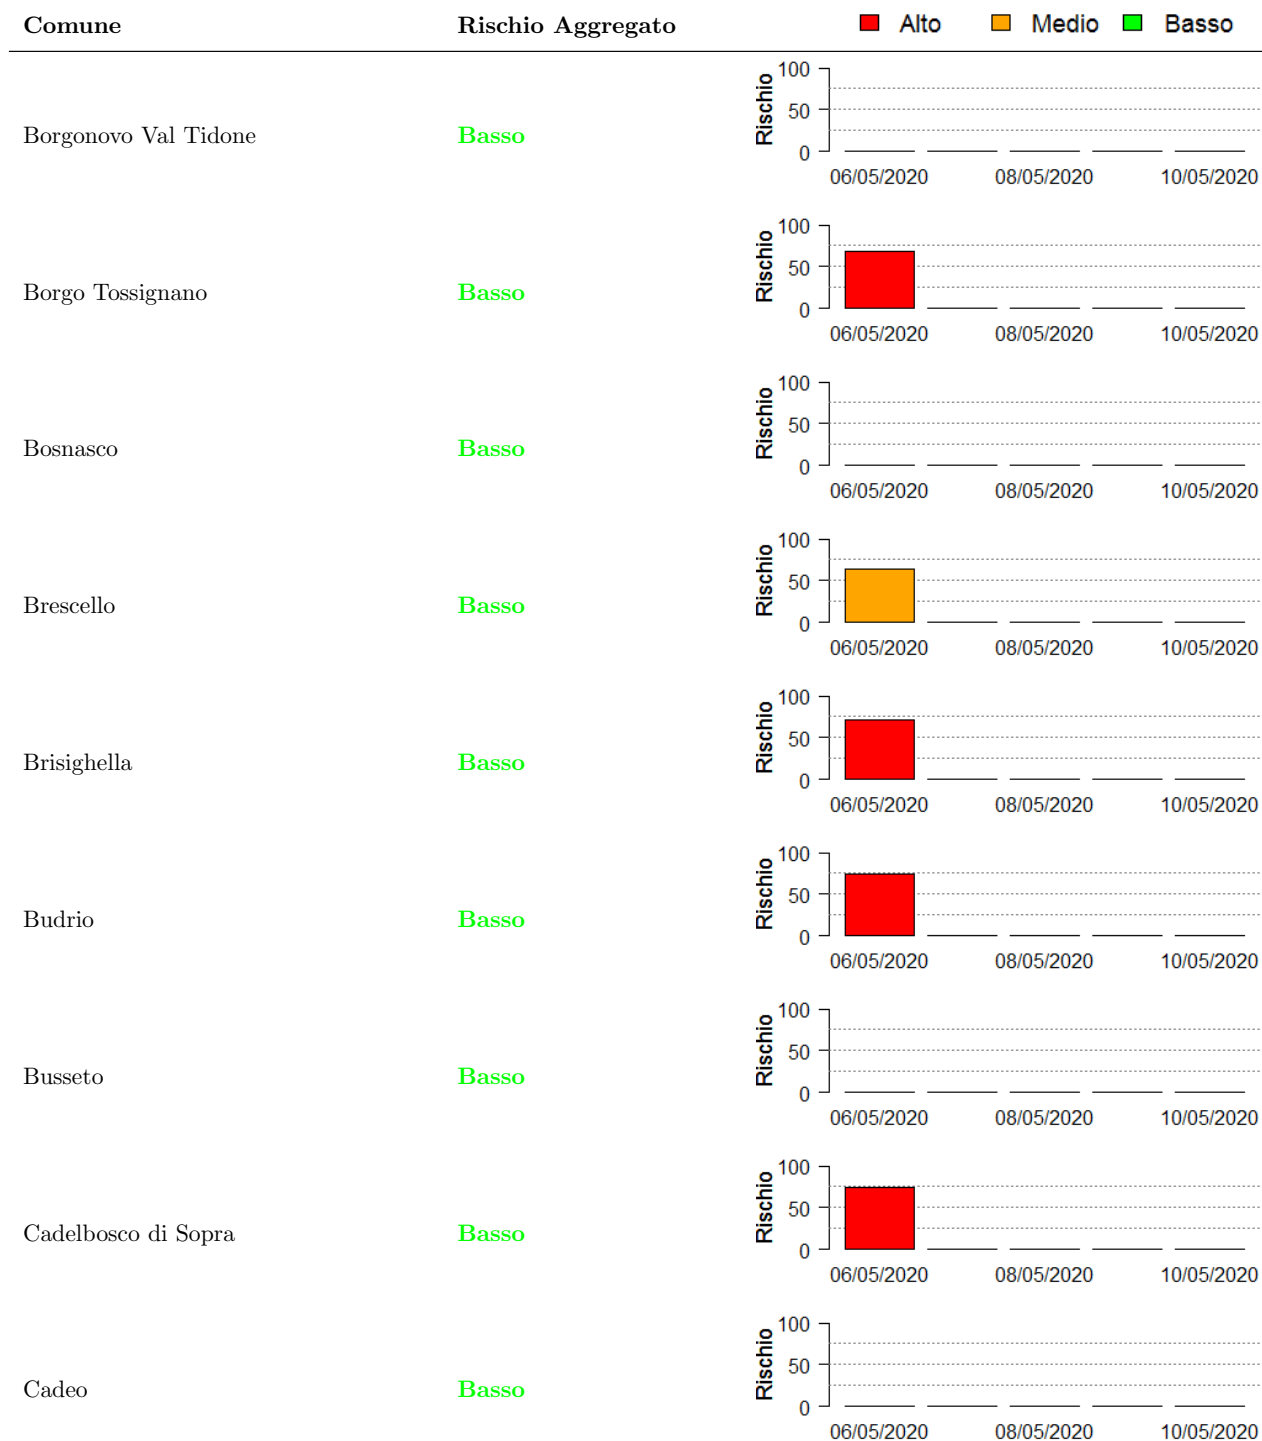 Comune Rischio Aggregato Alto Medio Basso
Borgonovo Val Tidone Basso
Rischio
100
50
0
06/05/2020 08/05/2020 10/05/2020
Borgo Tossignano Basso
Rischio
100
50
0
06/05/2020 08/05/2020 10/05/2020
Bosnasco Basso
Rischio
100
50
0
06/05/2020 08/05/2020 10/05/2020
Brescello Basso
Rischio
100
50
0
06/05/2020 08/05/2020 10/05/2020
Brisighella Basso
Rischio
100
50
0
06/05/2020 08/05/2020 10/05/2020
Budrio Basso
Rischio
100
50
0
06/05/2020 08/05/2020 10/05/2020
Busseto Basso
Rischio
100
50
0
06/05/2020 08/05/2020 10/05/2020
Cadelbosco di Sopra Basso
Rischio
100
50
0
06/05/2020 08/05/2020 10/05/2020
Cadeo Basso
Rischio
100
50
0
06/05/2020 08/05/2020 10/05/2020